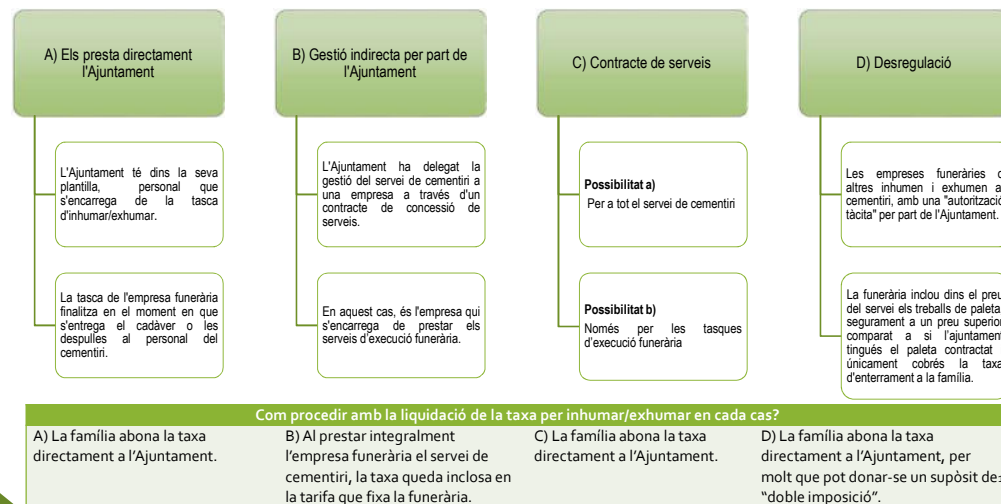 A) Els presta directament
l'Ajuntament
L'Ajuntament té dins la seva
plantilla, personal que
s'encarrega de la tasca
d'inhumar/exhumar.
La tasca de l'empresa funerària
finalitza en el moment en que
s'entrega el cadàver o les
despulles al personal del
cementiri.
B) Gestió indirecta per part de
l'Ajuntament
L'Ajuntament ha delegat la
gestió del servei de cementiri a
una empresa a través d'un
contracte de concessió de
serveis.
En aquest cas, és l'empresa qui
s'encarrega de prestar els
serveis d'execució funerària.
C) Contracte de serveis
Possibilitat a)
Per a tot el servei de cementiri
Possibilitat b)
Només per les tasques
d'execució funerària
D) Desregulació
Les empreses funeràries
altres inhumen i exhumen
cementiri, amb una "autorització
tàcita" per part de l'Ajuntament.
La funerària inclou dins el preu
del servei els treballs de paleta
segurament a un preu superior
comparat a si l'ajuntament
tingués el paleta contractat
únicament cobrés la taxa
d'enterrament a la família.
Com procedir amb la liquidació de la taxa per inhumar/exhumar en cada cas?
A) La família abona la taxa
directament a l'Ajuntament.
B) Al prestar integralment
l'empresa funerària el servei de
cementiri, la taxa queda inclosa en
la tarifa que fixa la funerària.
C) La família abona la taxa
directament a l'Ajuntament.
D) La família abona la taxa
directament a l'Ajuntament, per
molt que pot donar-se un supòsit de
"doble imposició".